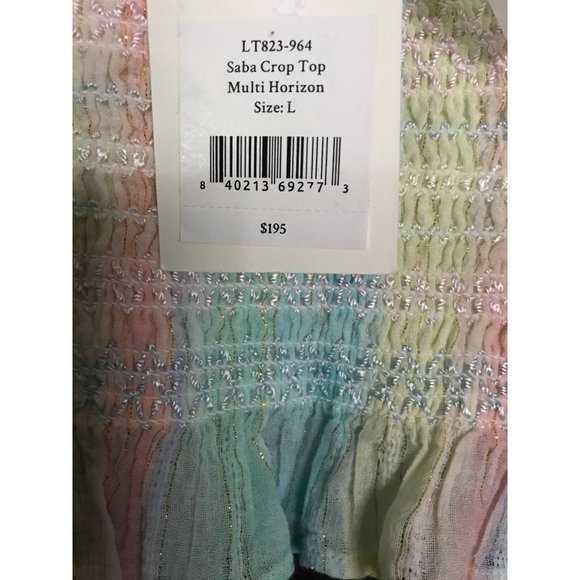 LT823-964
Saba Crop Top
Multi Horizon
Size: L
8 40213 69277 3
$195